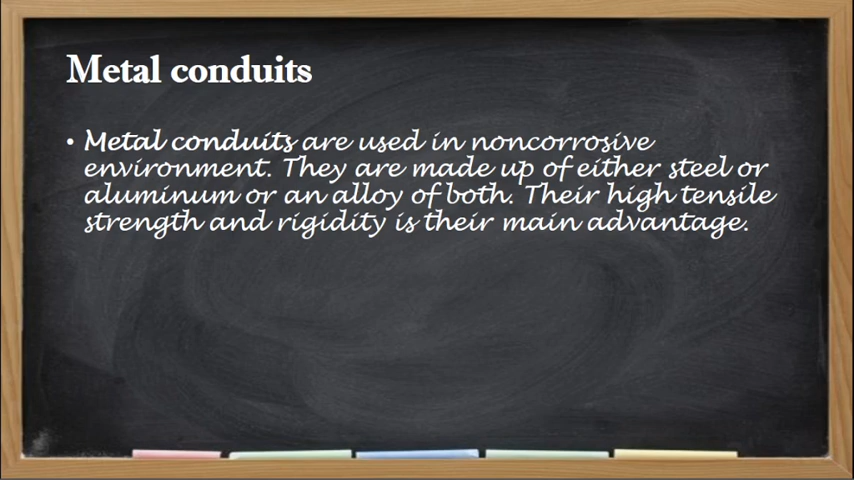 Metal conduits
• Metal conduits are used in noncorrosive
environment. They are made up of either steel or
aluminum or an alloy of both. Their high tensile
strength and rigidity is their main advantage.